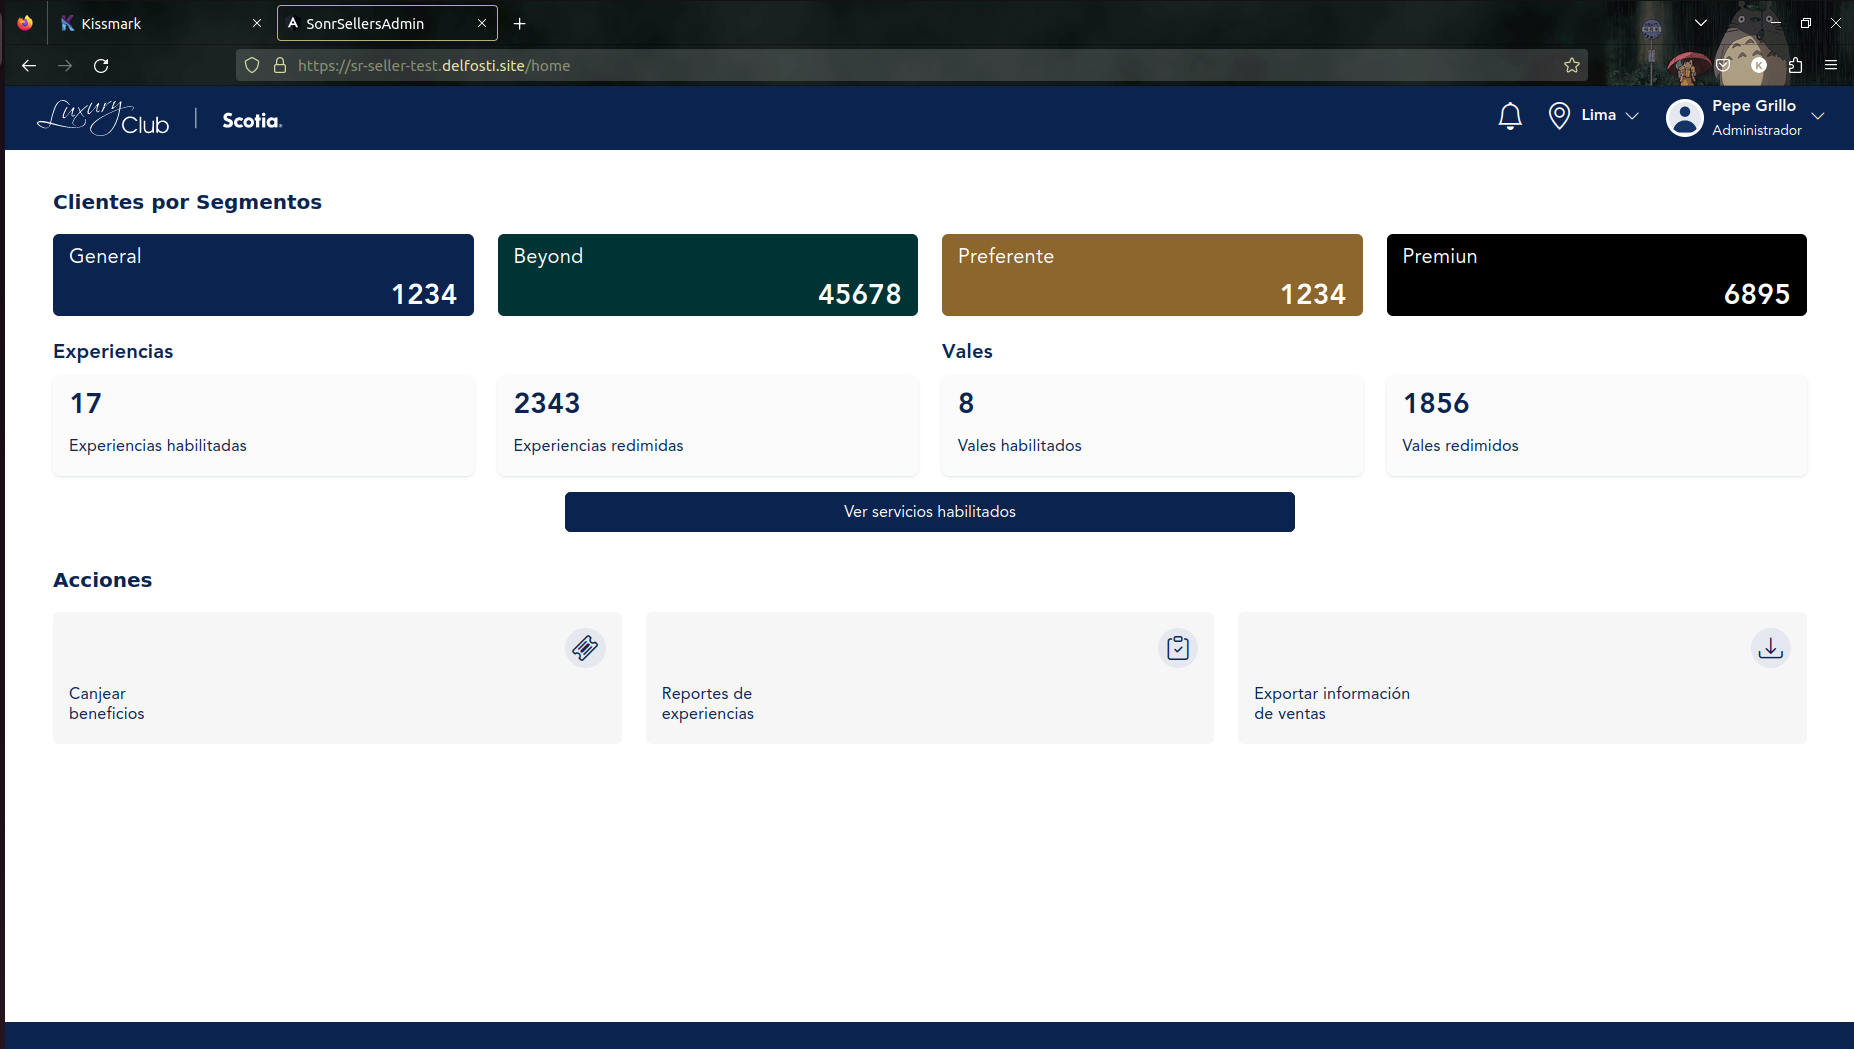 Kissmark
SonrSellersAdmin
https://sr-seller-test.delfosti.site/home
K
Luxury Club
Scotia.
Lima
Pepe Grillo
Administrador
Clientes por Segmentos
General
1234
Beyond
45678
Preferente
1234
Premiun
6895
Experiencias
Vales
17
Experiencias habilitadas
2343
Experiencias redimidas
8
Vales habilitados
1856
Vales redimidos
Ver servicios habilitados
Acciones
Canjear
beneficios
Reportes de
experiencias
Exportar información
de ventas